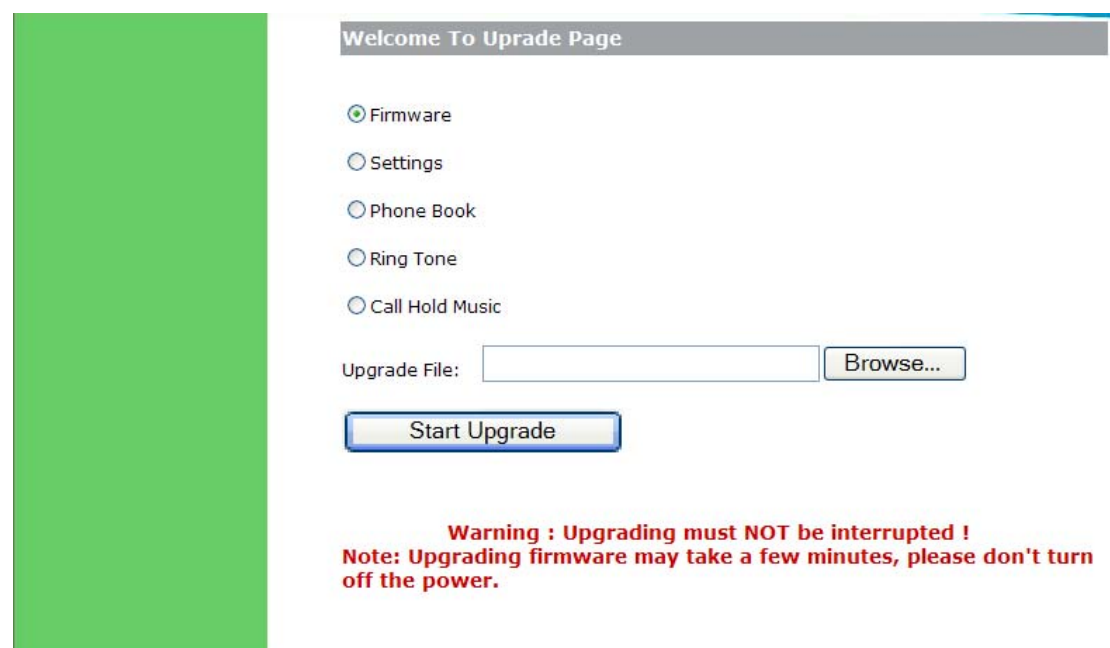 Welcome To Uprade Page
Firmware
Settings
Phone Book
Ring Tone
Call Hold Music
Upgrade File: Browse...
Start Upgrade
Warning : Upgrading must NOT be interrupted !
Note: Upgrading firmware may take a few minutes, please don't turn
off the power.